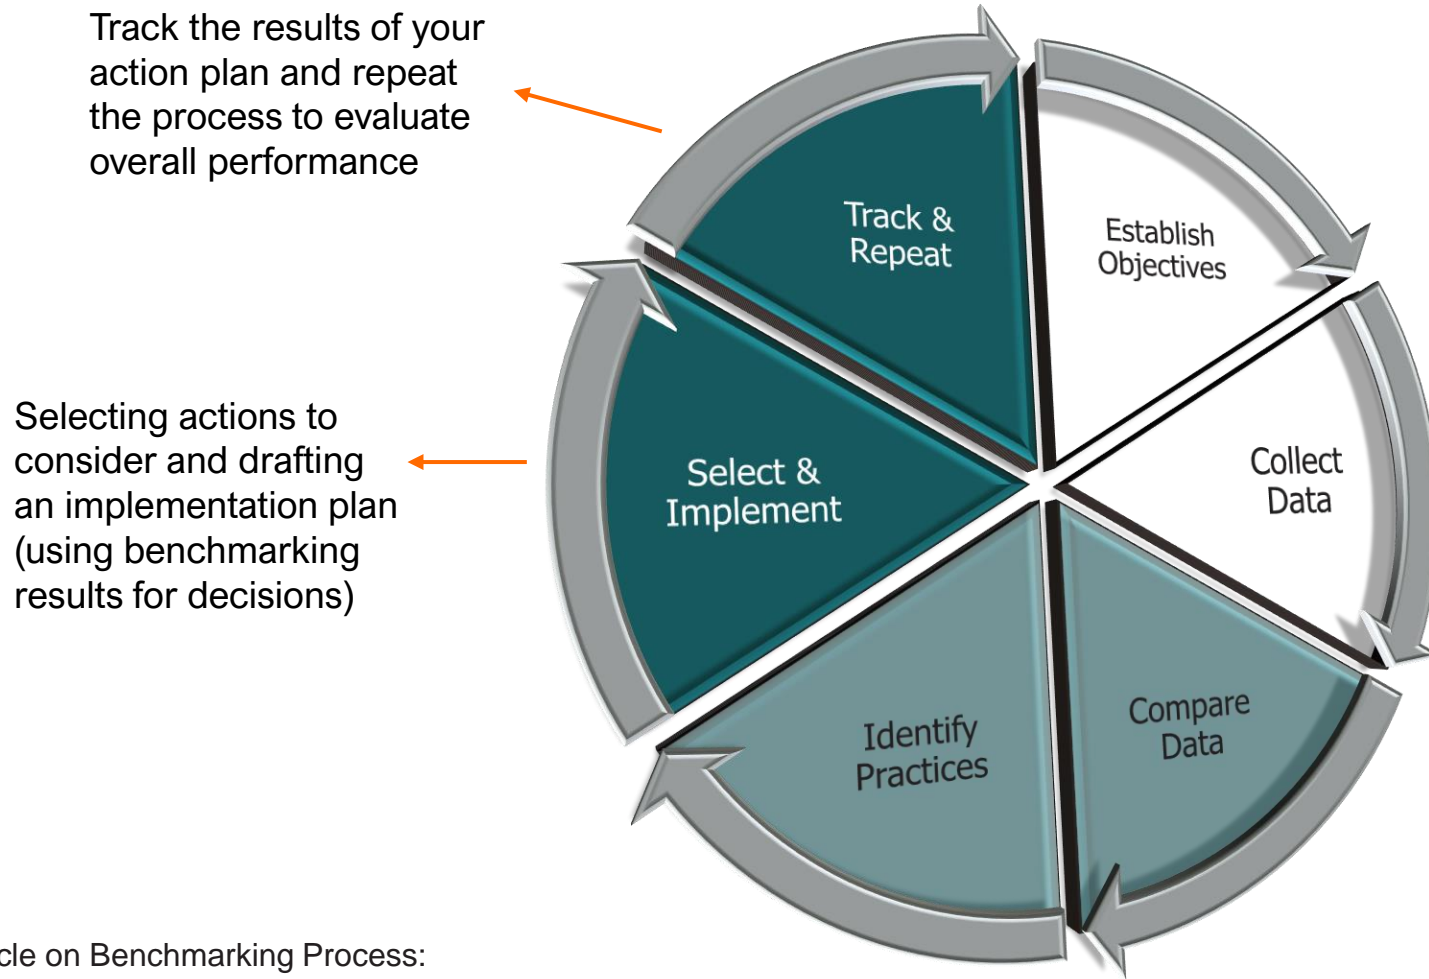 Track the results of your
action plan and repeat
the process to evaluate
overall performance
Track &
Repeat
Establish
Objectives
Selecting actions to
consider and drafting
an implementation plan
(using benchmarking
results for decisions)
Select &
Implement
Collect
Data
Identify
Practices
Compare
Data
on Benchmarking Process: